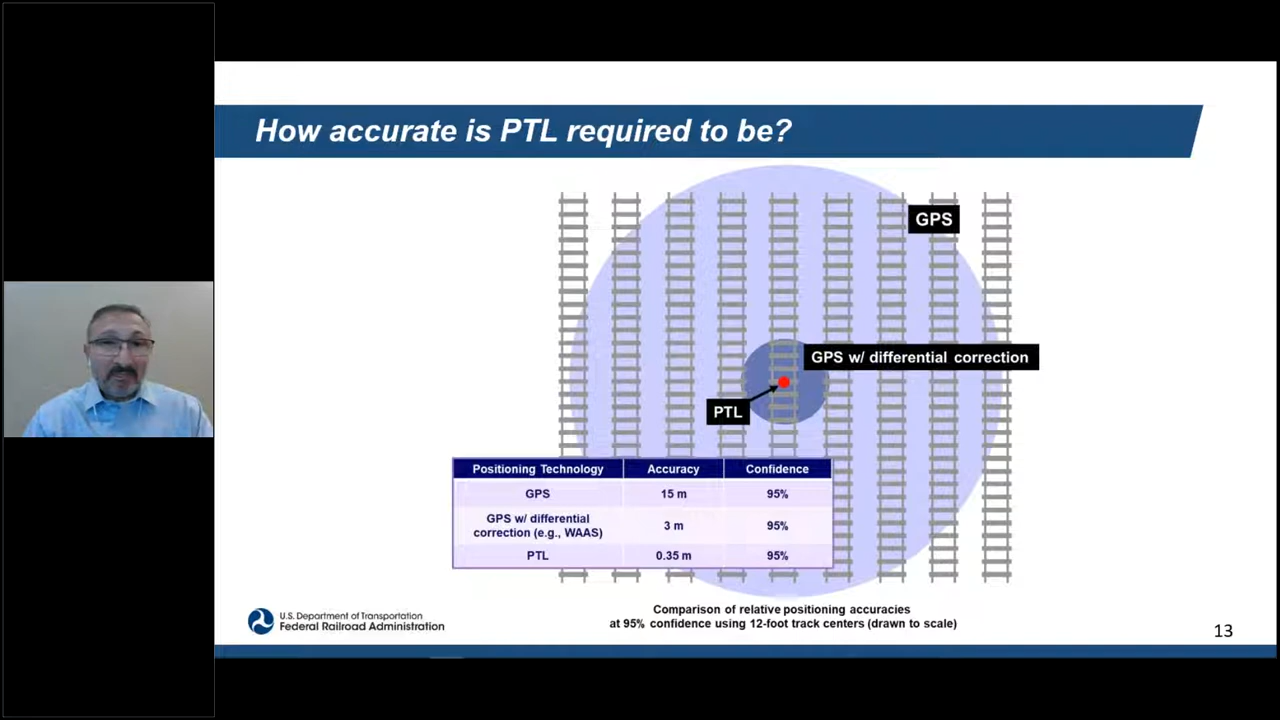 How accurate is PTL required to be?
GPS
GPS w/ differential correction
PTL
Positioning Technology Accuracy Confidence
GPS 15 m 95%
GPS w/ differential
correction (e.g., WAAS) 3 m 95%
PTL 0.35 m 95%
Comparison of relative positioning accuracies
at 95% confidence using 12-foot track centers (drawn to scale)
U.S. Department of Transportation
Federal Railroad Administration
13